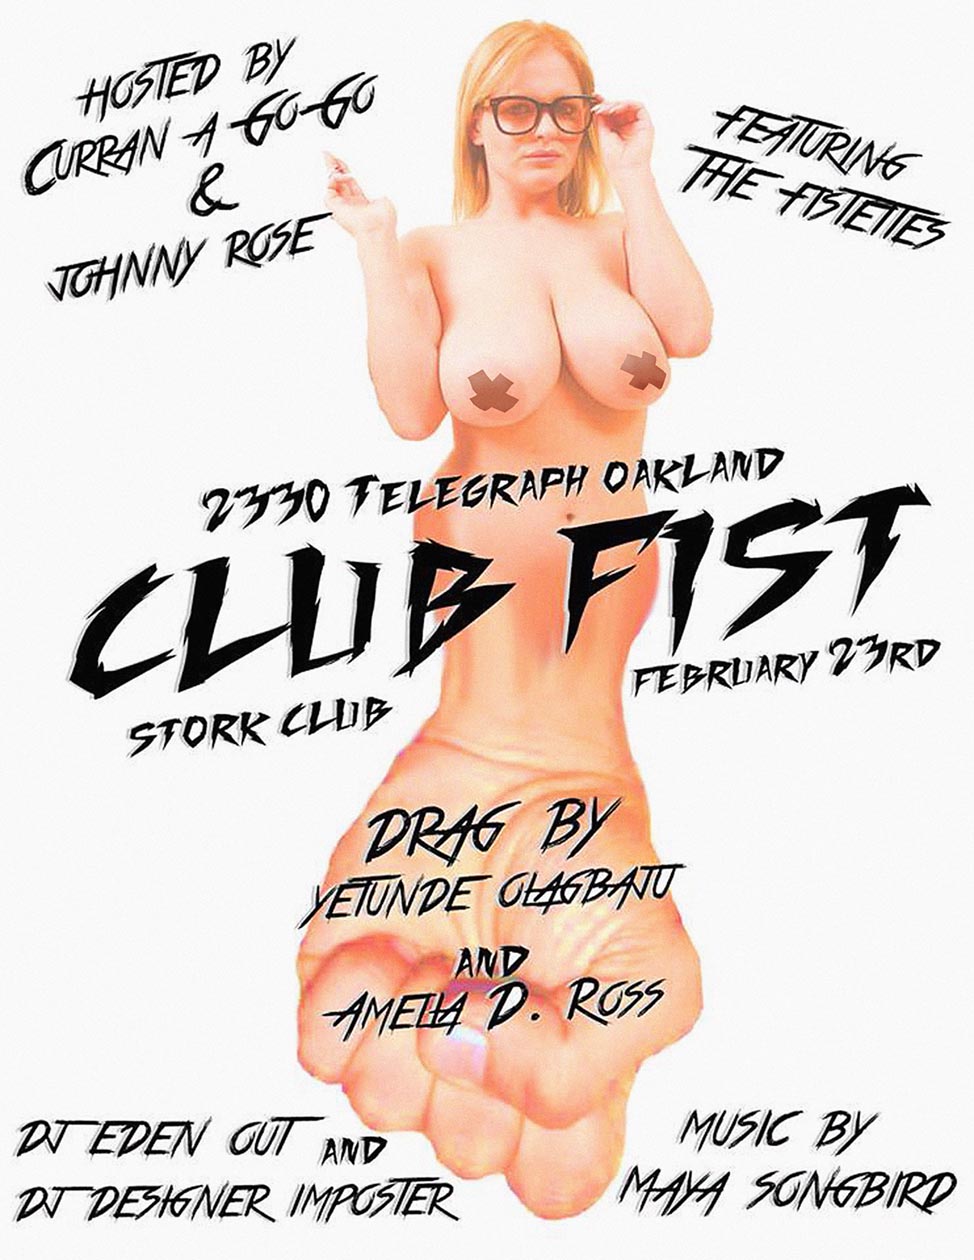 HOSTED BY
CURRAN A GO-GO
&
JOHNNY ROSE
FEATURING
THE FISTETTES
2330 TELEGRAPH OAKLAND
CLUB FIST
FEBRUARY 23RD
STORK CLUB
DRAG BY
YETUNDE OLAGBAJU
AND
AMELIA D. ROSS
DJ EDEN OUT AND
DJ DESIGNER IMPOSTER
MUSIC BY
MAYA SONGBIRD